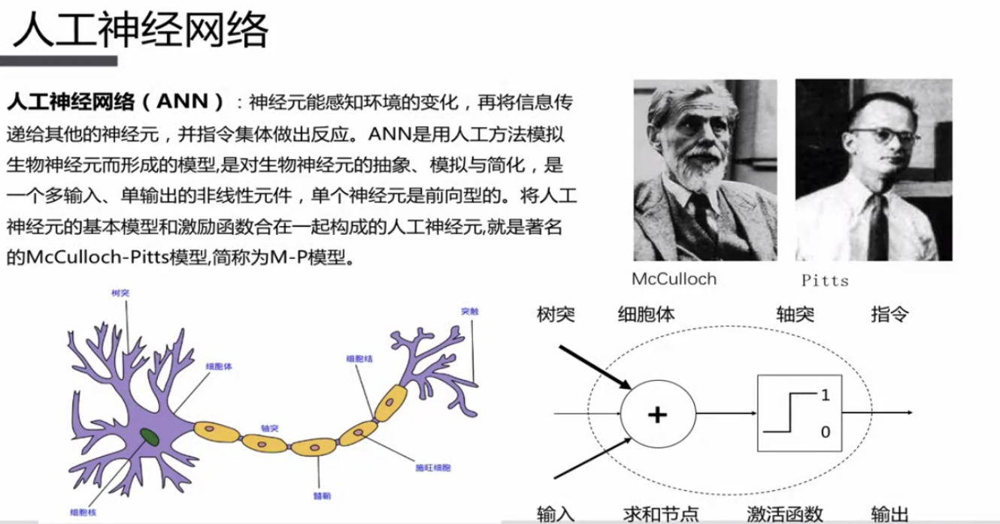 人工神经网络
人工神经网络（ANN）：神经元能感知环境的变化，再将信息传
递给其他的神经元，并指令集体做出反应。ANN是用人工方法模拟
生物神经元而形成的模型,是对生物神经元的抽象、模拟与简化，是
一个多输入、单输出的非线性元件，单个神经元是前向型的。将人工
神经元的基本模型和激励函数合在一起构成的人工神经元,就是著名
的McCulloch-Pitts模型,简称为M-P模型。
McCulloch
Pitts
树突
突触
细胞体
细胞结
轴突
施旺细胞
髓鞘
细胞核
树突 细胞体 轴突 指令
+
1
0
输入 求和节点 激活函数 输出